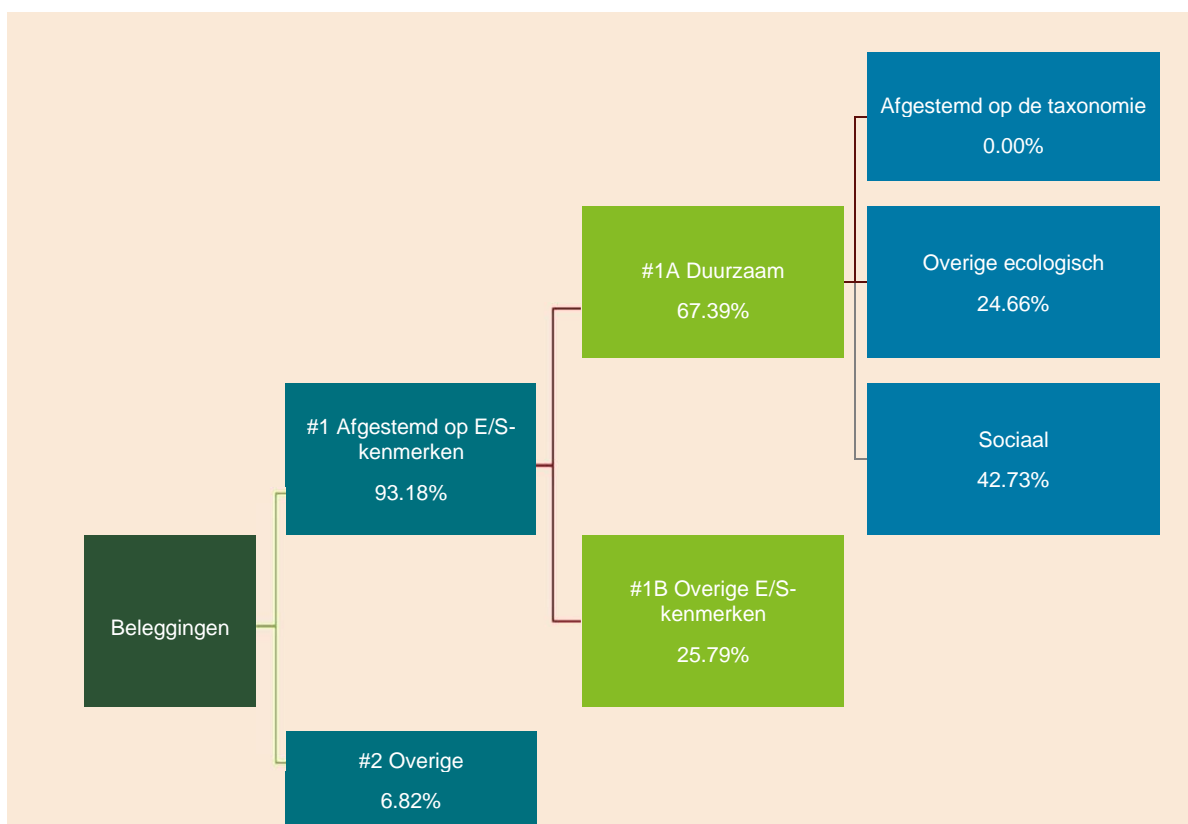 Beleggingen
#1 Afgestemd op E/S-
kenmerken
93.18%
#2 Overige
6.82%
#1A Duurzaam
67.39%
#1B Overige E/S-
kenmerken
25.79%
Afgestemd op de taxonomie
0.00%
Overige ecologisch
24.66%
Sociaal
42.73%